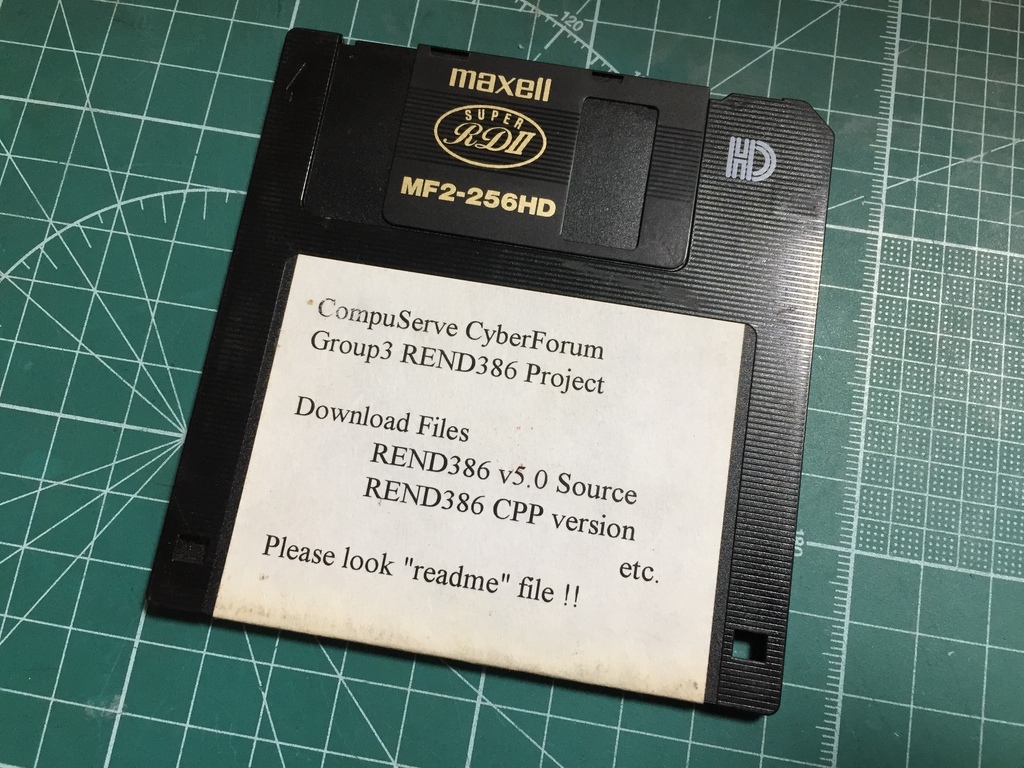 120
maxell
SUPER
RDII
MF2-256HD
HD
CompuServe CyberForum
Group3 REND386 Project
Download Files
REND386 v5.0 Source
REND386 CPP version
etc.
Please look "readme" file !!